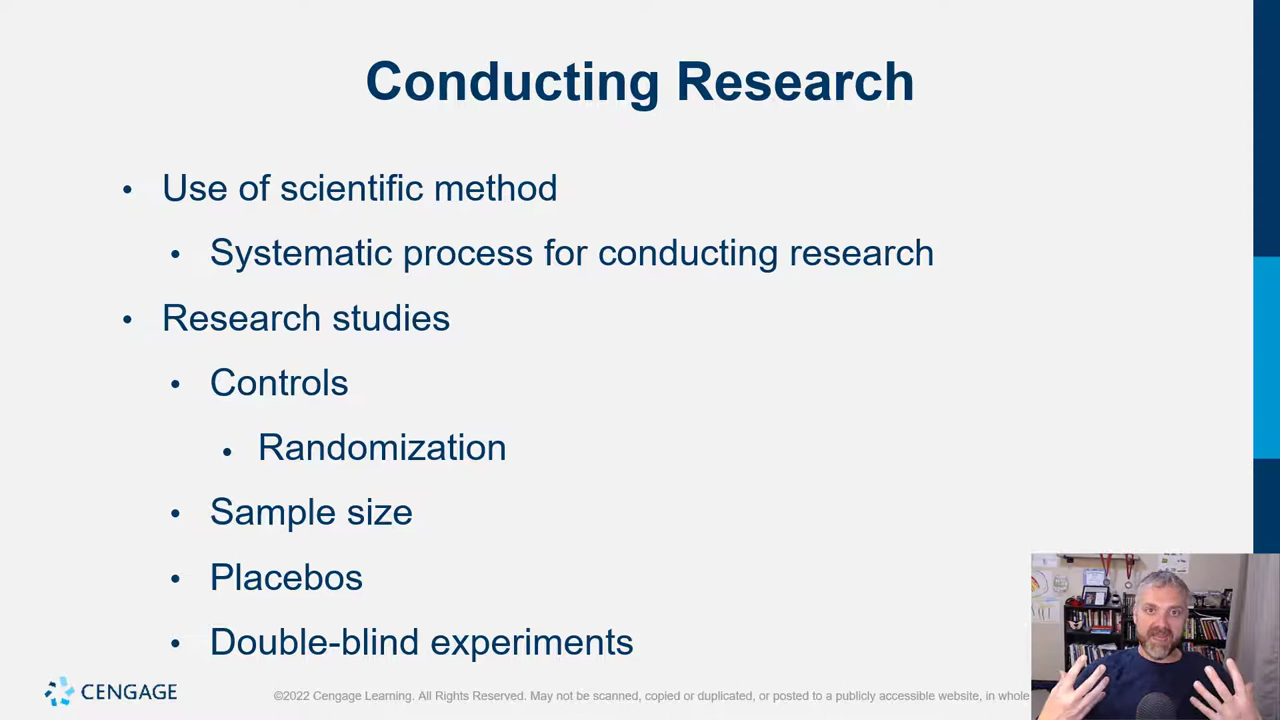 Conducting Research
• Use of scientific method
• Systematic process for conducting research
• Research studies
• Controls
• Randomization
• Sample size
• Placebos
• Double-blind experiments
CENGAGE
©2022 Cengage Learning. All Rights Reserved. May not be scanned, copied or duplicated, or posted to a publicly accessible website, in whole